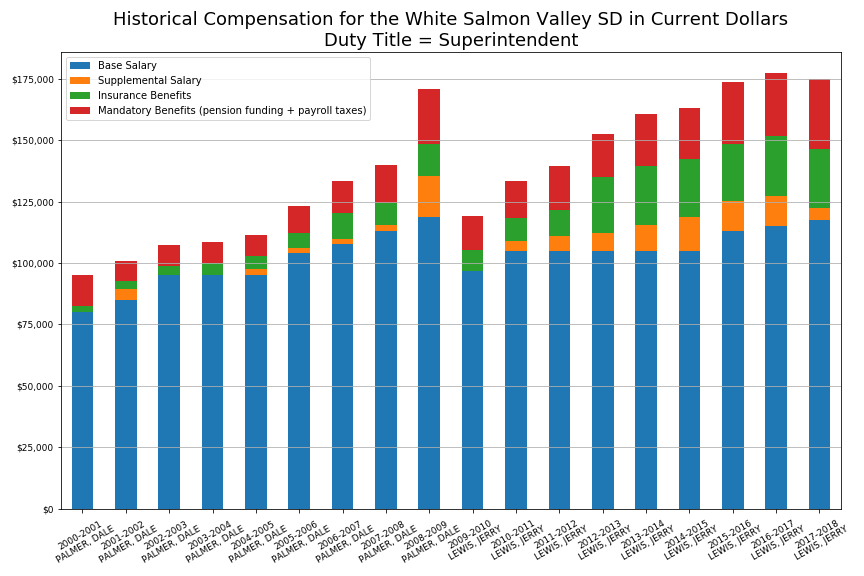 Historical Compensation for the White Salmon Valley SD in Current Dollars
Duty Title = Superintendent
Base Salary
Supplemental Salary
Insurance Benefits
Mandatory Benefits (pension funding + payroll taxes)
$175,000
$150,000
$125,000
$100,000
$75,000
$50,000
$25,000
$0
2000-2001
PALMER, DALE
2001-2002
PALMER, DALE
2002-2003
PALMER, DALE
2003-2004
PALMER, DALE
2004-2005
PALMER, DALE
2005-2006
PALMER, DALE
2006-2007
PALMER, DALE
2007-2008
PALMER, DALE
2008-2009
PALMER, DALE
2009-2010
LEWIS, JERRY
2010-2011
LEWIS, JERRY
2011-2012
LEWIS, JERRY
2012-2013
LEWIS, JERRY
2013-2014
LEWIS, JERRY
2014-2015
LEWIS, JERRY
2015-2016
LEWIS, JERRY
2016-2017
LEWIS, JERRY
2017-2018
LEWIS, JERRY